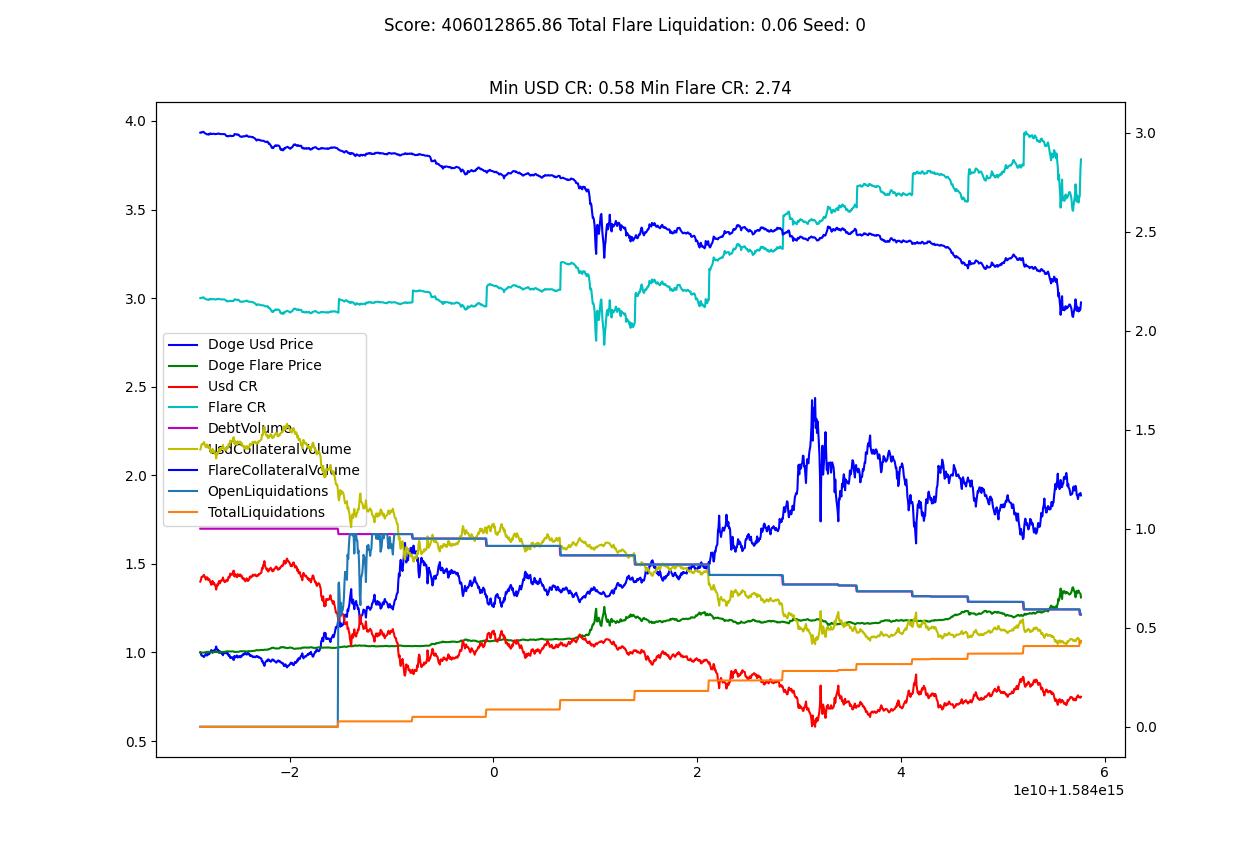 Score: 406012865.86 Total Flare Liquidation: 0.06 Seed: 0
Min USD CR: 0.58 Min Flare CR: 2.74
4.0
3.5
3.0
2.5
2.0
1.5
1.0
0.5
3.0
2.5
2.0
1.5
1.0
0.5
0.0
Doge Usd Price
Doge Flare Price
Usd CR
Flare CR
DebtVolume
UsdCollateralVolume
FlareCollateralVolume
OpenLiquidations
TotalLiquidations
−2 0 2 4 6
1e10+1.584e15